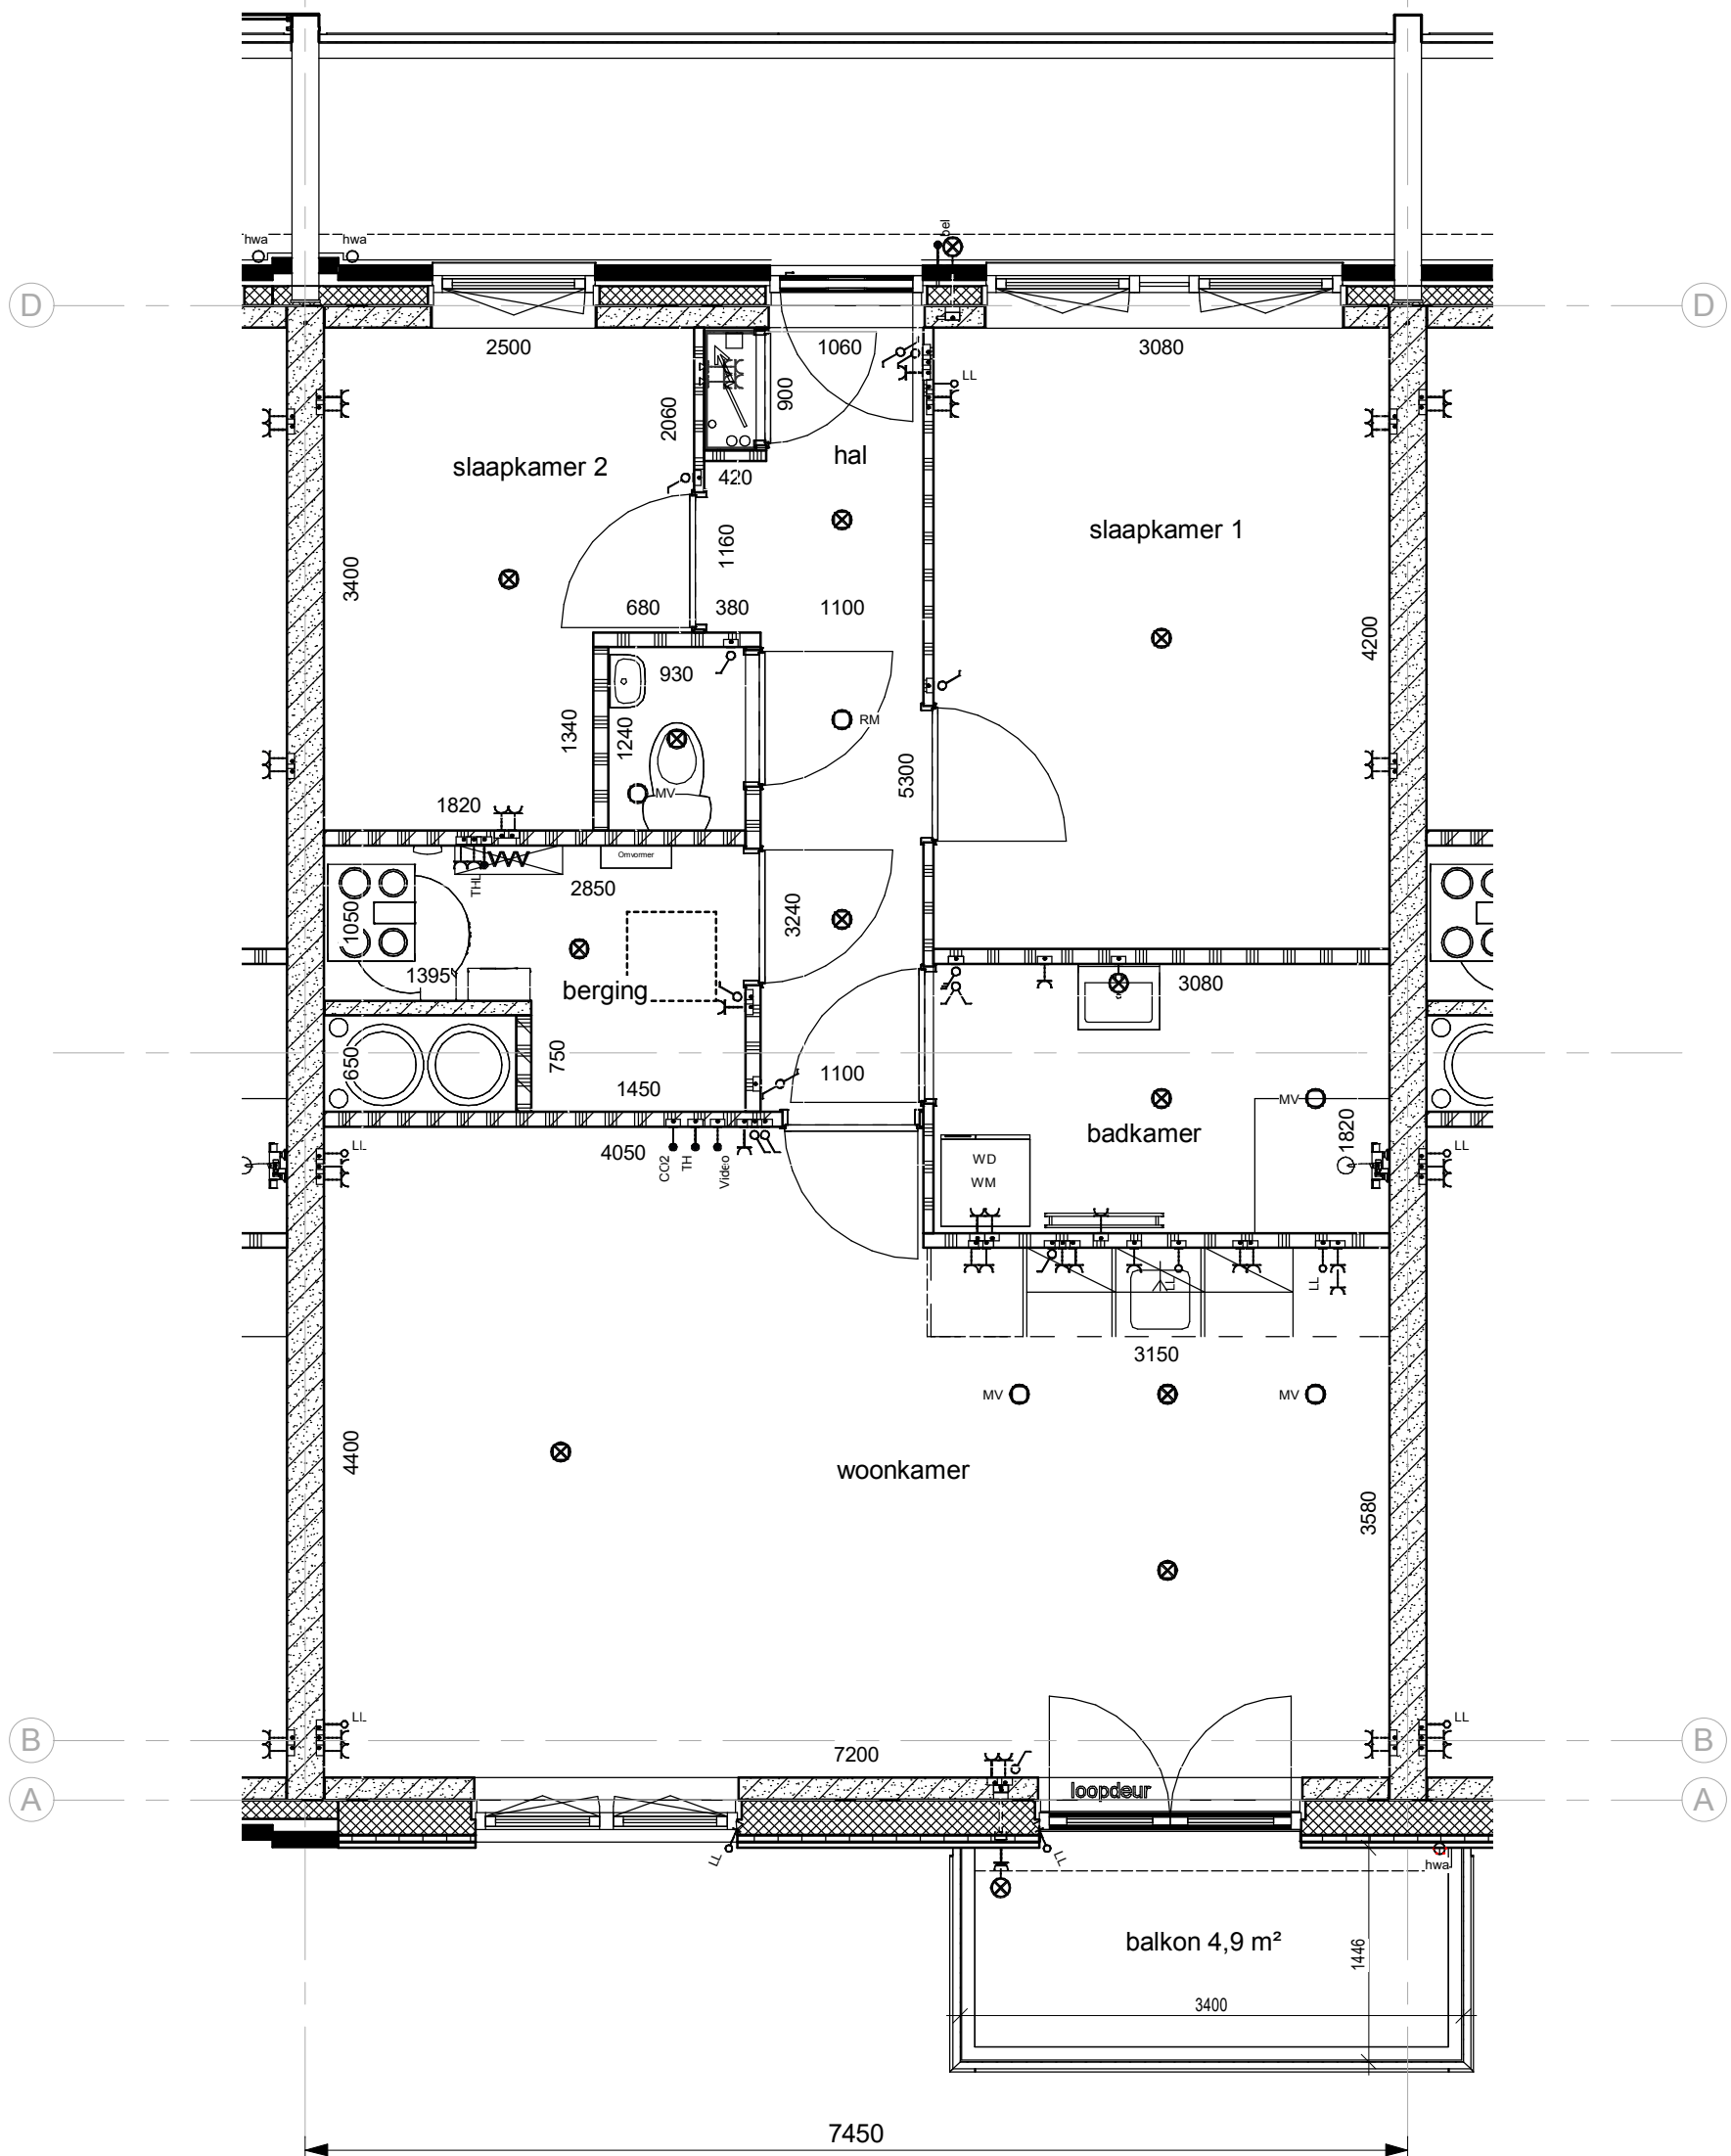 hwa
hwa
bel
D
D
2500
1060
3080
LL
900
2060
hal
slaapkamer 2
420
slaapkamer 1
1160
3400
680
380
1100
4200
930
RM
1340
1240
5300
MV
1820
Omvormer
THL
2850
1050
3240
1395
berging
3080
650
750
1100
1450
MV
1820
badkamer
4050
LL
LL
CO2
TH
Video
WD
WM
LL
LL
3150
MV
MV
4400
woonkamer
3580
LL
LL
B
B
7200
loopdeur
A
A
LL
LL
hwa
balkon 4,9 m²
1446
3400
7450